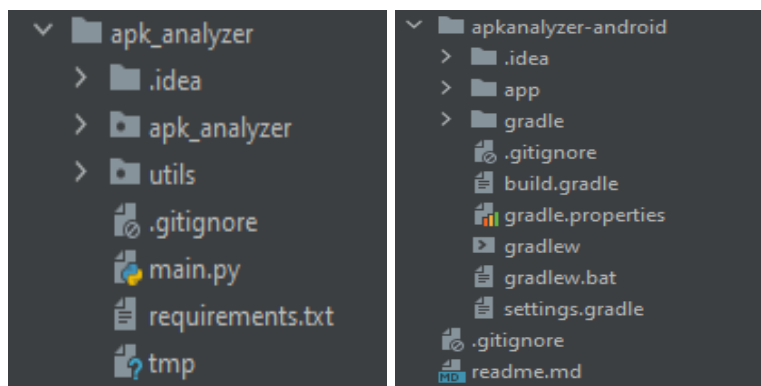 apk_analyzer
.idea
apk_analyzer
utils
.gitignore
main.py
requirements.txt
tmp
apkanalyzer-android
.idea
app
gradle
.gitignore
build.gradle
gradle.properties
gradlew
gradlew.bat
settings.gradle
.gitignore
MD readme.md